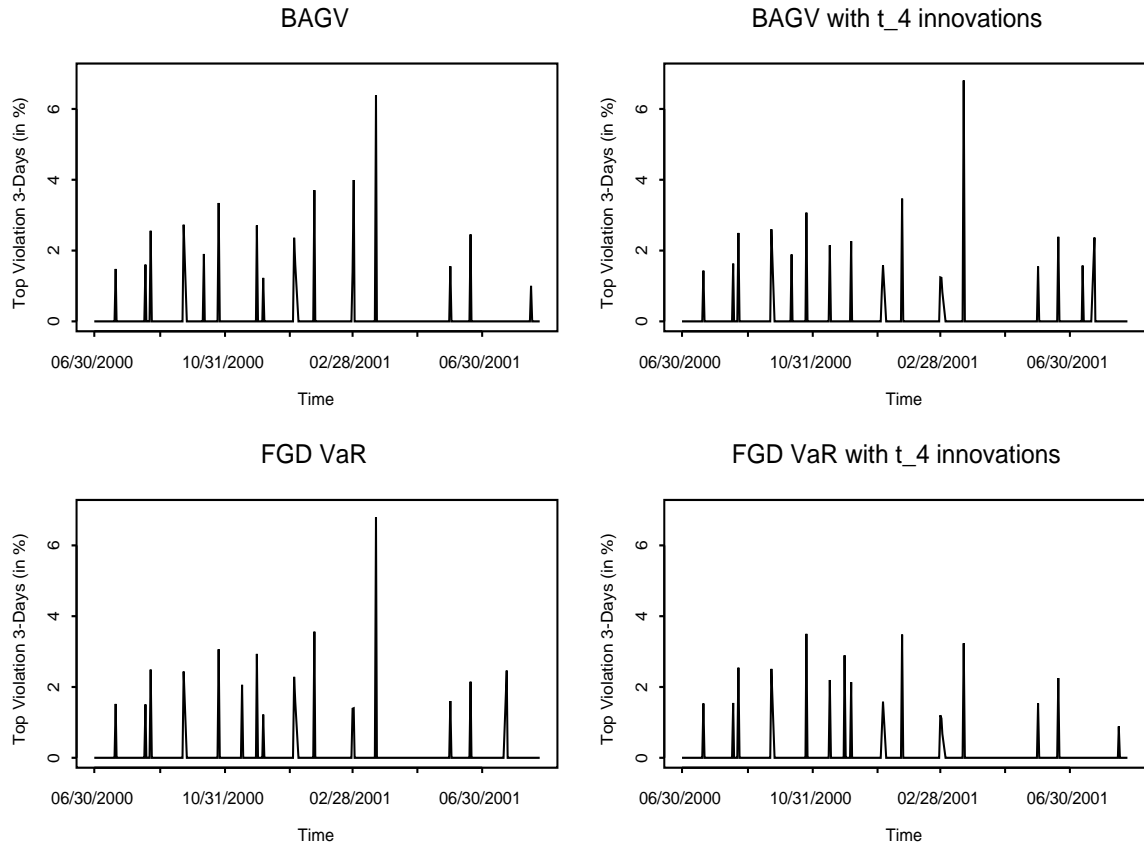 BAGV
Top Violation 3-Days (in %)
0 2 4 6
06/30/2000 10/31/2000 02/28/2001 06/30/2001
Time
BAGV with t_4 innovations
Top Violation 3-Days (in %)
0 2 4 6
06/30/2000 10/31/2000 02/28/2001 06/30/2001
Time
FGD VaR
Top Violation 3-Days (in %)
0 2 4 6
06/30/2000 10/31/2000 02/28/2001 06/30/2001
Time
FGD VaR with t_4 innovations
Top Violation 3-Days (in %)
0 2 4 6
06/30/2000 10/31/2000 02/28/2001 06/30/2001
Time